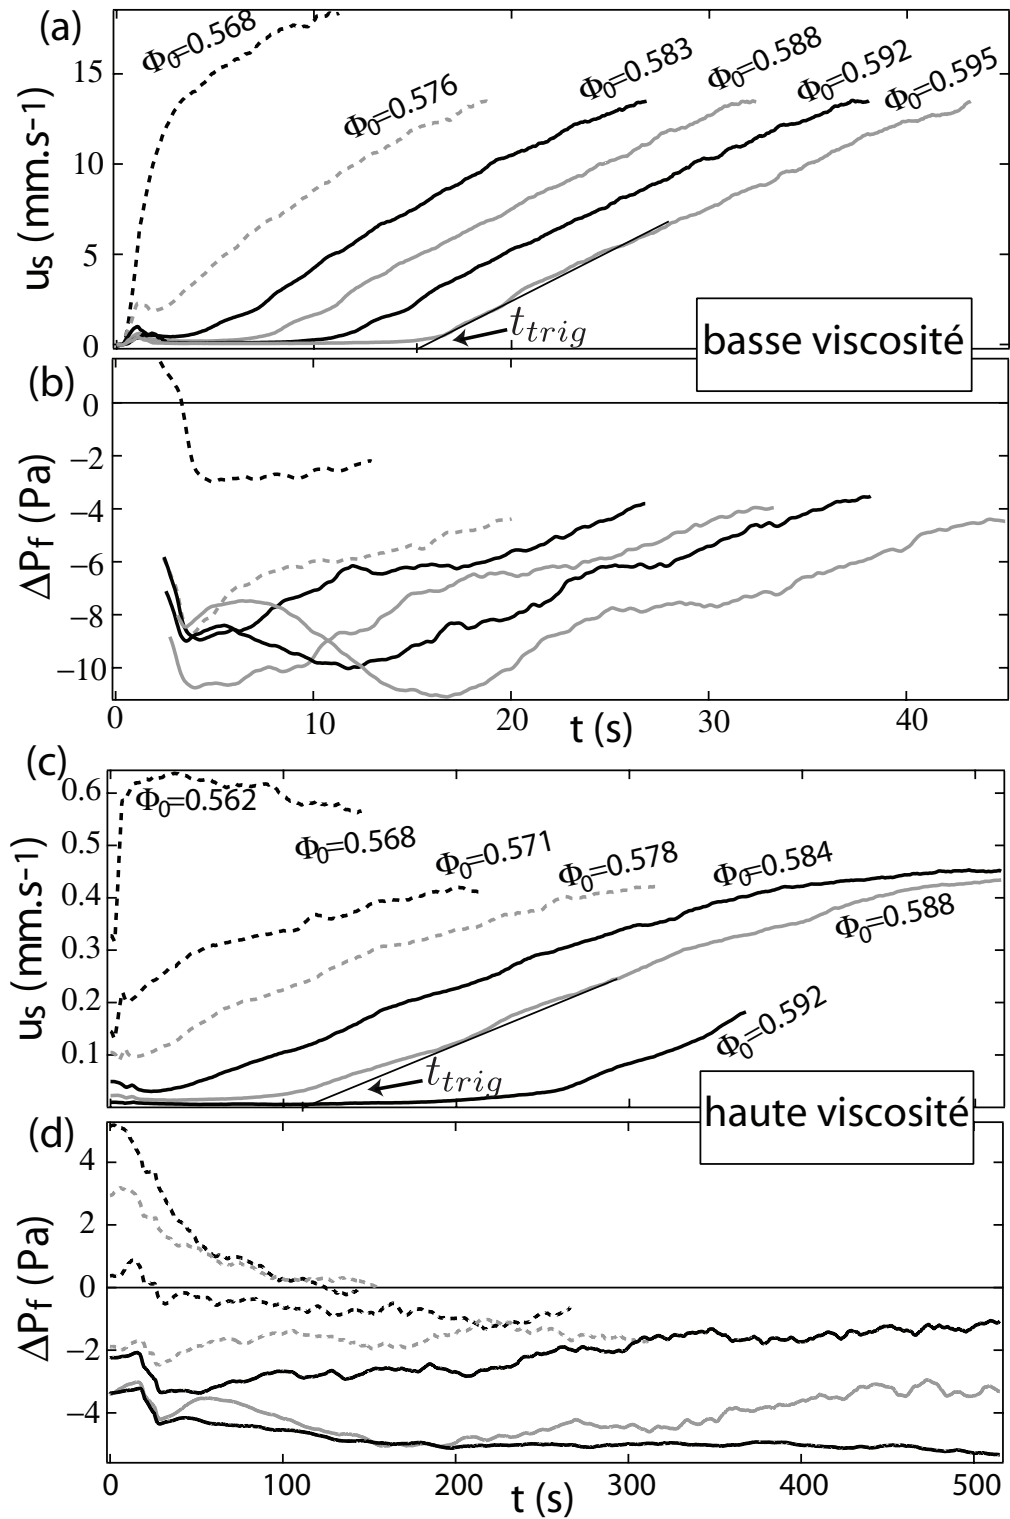 (a)
Φ0=0.568
Φ0=0.576
Φ0=0.583
Φ0=0.588
Φ0=0.592
Φ0=0.595
us (mm.s-1)
15
10
5
0
ttrig
basse viscosité
(b)
ΔPf (Pa)
0
−2
−4
−6
−8
−10
0 10 20 30 40
t (s)
(c)
us (mm.s-1)
0.6
0.5
0.4
0.3
0.2
0.1
Φ0=0.562
Φ0=0.568
Φ0=0.571
Φ0=0.578
Φ0=0.584
Φ0=0.588
Φ0=0.592
ttrig
haute viscosité
(d)
ΔPf (Pa)
4
2
0
−2
−4
0 100 200 300 400 500
t (s)